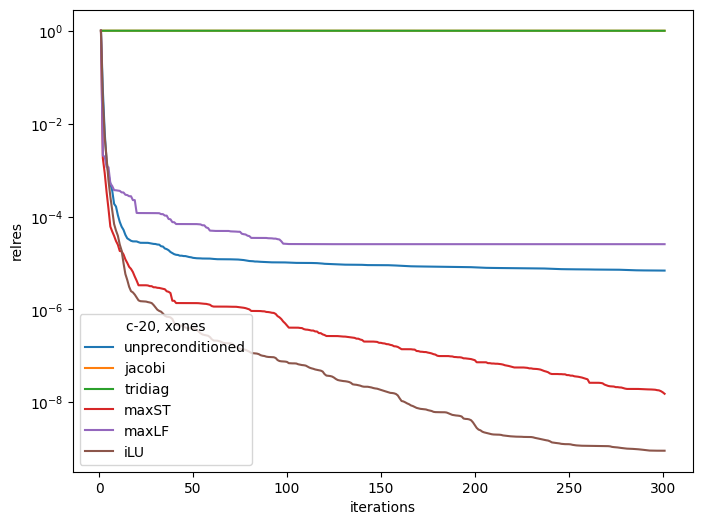 10^0
10^-2
10^-4
10^-6
10^-8
relres
c-20, xones
unpreconditioned
jacobi
tridiag
maxST
maxLF
iLU
0 50 100 150 200 250 300
iterations